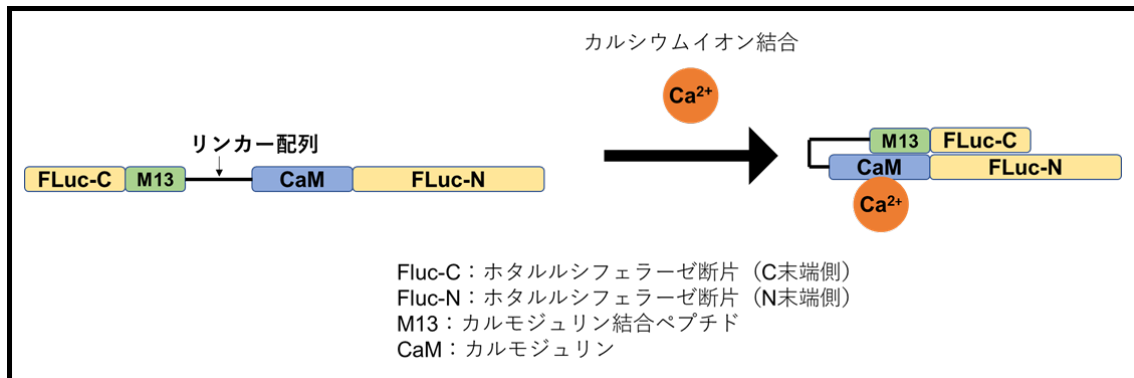 カルシウムイオン結合
Ca²⁺
リンカー配列
FLuc-C M13 CaM FLuc-N
M13 FLuc-C
CaM FLuc-N
Ca²⁺
Fluc-C：ホタルルシフェラーゼ断片（C末端側）
Fluc-N：ホタルルシフェラーゼ断片（N末端側）
M13：カルモジュリン結合ペプチド
CaM：カルモジュリン